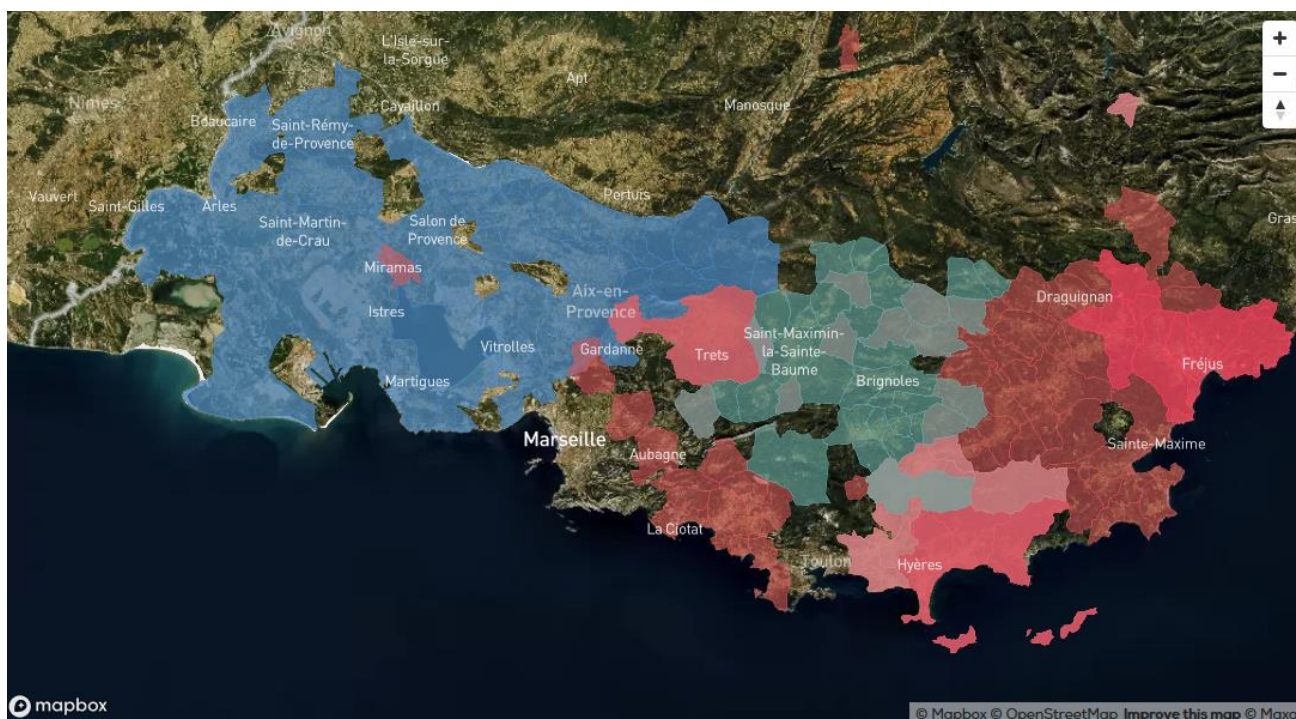 Avignon
L'Isle-sur-
la-Sorgue
Apt
+
−
Nîmes
Beaucaire
Saint-Rémy-
de-Provence
Cavaillon
Manosque
Vauvert
Saint-Gilles
Arles
Pertuis
Saint-Martin-
de-Crau
Salon de
Provence
Gras
Miramas
Istres
Aix-en-
Provence
Draguignan
Vitrolles
Gardanne
Trets
Saint-Maximin-
la-Sainte-
Baume
Fréjus
Martigues
Brignoles
Marseille
Aubagne
Sainte-Maxime
La Ciotat
Toulon
Hyères
mapbox
© Mapbox © OpenStreetMap Improve this map © Maxa